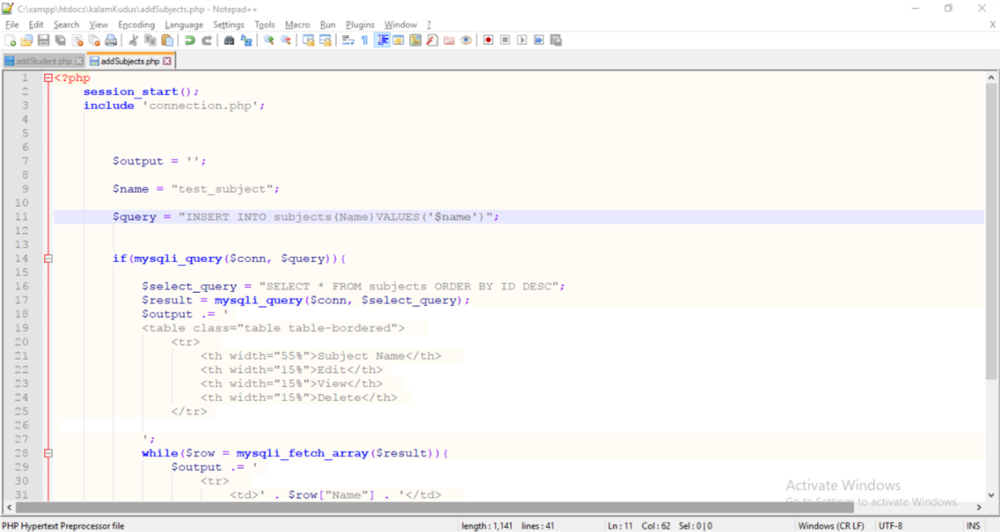 C:\xampp\htdocs\kalamKudus\addSubjects.php - Notepad++
File Edit Search View Encoding Language Settings Tools Macro Run Plugins Window ? X
addStudent.php addSubjects.php
1 <?php
2 session_start();
3 include 'connection.php';
4
5
6
7 $output = '';
8
9 $name = "test_subject";
10
11 $query = "INSERT INTO subjects(Name)VALUES('$name')";
12
13
14 if(mysqli_query($conn, $query)){
15
16 $select_query = "SELECT * FROM subjects ORDER BY ID DESC";
17 $result = mysqli_query($conn, $select_query);
18 $output .= '
19 <table class="table table-bordered">
20 <tr>
21 <th width="55%">Subject Name</th>
22 <th width="15%">Edit</th>
23 <th width="15%">View</th>
24 <th width="15%">Delete</th>
25 </tr>
26
27 ';
28 while($row = mysqli_fetch_array($result)){
29 $output .= '
30 <tr>
31 <td>' . $row["Name"] . '</td>
Activate Windows
Go to Settings to activate Windows.
PHP Hypertext Preprocessor file length : 1,141 lines : 41 Ln : 11 Col : 62 Sel : 0 | 0 Windows (CR LF) UTF-8 INS